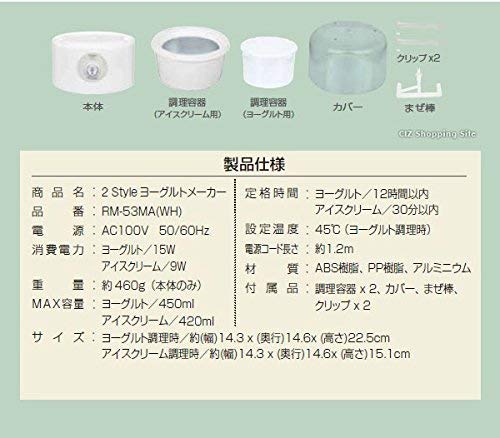 本体
調理容器
(アイスクリーム用)
調理容器
(ヨーグルト用)
カバー
クリップx2
まぜ棒
CIZ Shopping Site
製品仕様
商品名：2 Style ヨーグルトメーカー
品番：RM-53MA(WH)
電源：AC100V 50/60Hz
消費電力：ヨーグルト／15W
アイスクリーム／9W
重量：約460g (本体のみ)
MAX容量：ヨーグルト／450ml
アイスクリーム／420ml
定格時間：ヨーグルト／12時間以内
アイスクリーム／30分以内
設定温度：45℃ (ヨーグルト調理時)
電源コード長さ：約1.2m
材質：ABS樹脂、PP樹脂、アルミニウム
付属品：調理容器 x 2、カバー、まぜ棒、
クリップ x 2
サイズ：ヨーグルト調理時／約(幅)14.3 x (奥行)14.6x (高さ)22.5cm
アイスクリーム調理時／約(幅)14.3 x (奥行)14.6x (高さ)15.1cm